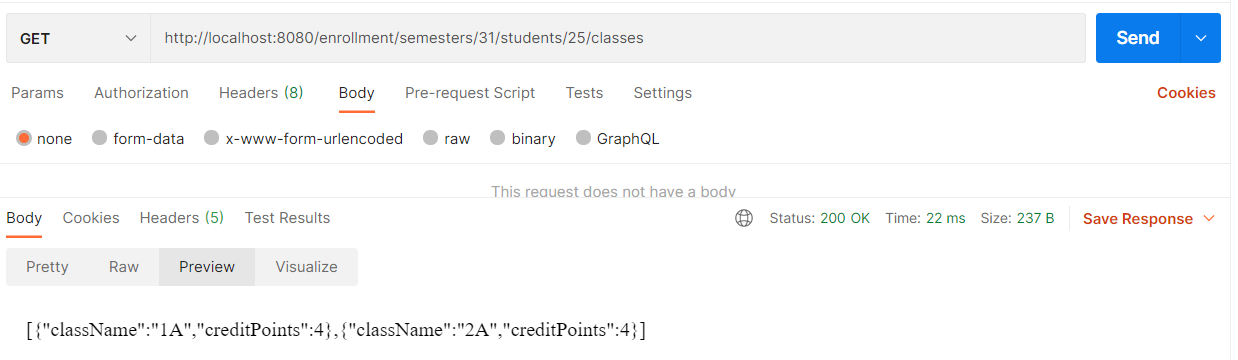 GET http://localhost:8080/enrollment/semesters/31/students/25/classes Send
Params Authorization Headers (8) Body Pre-request Script Tests Settings Cookies
none form-data x-www-form-urlencoded raw binary GraphQL
This request does not have a body
Body Cookies Headers (5) Test Results Status: 200 OK Time: 22 ms Size: 237 B Save Response
Pretty Raw Preview Visualize
[{"className":"1A","creditPoints":4},{"className":"2A","creditPoints":4}]